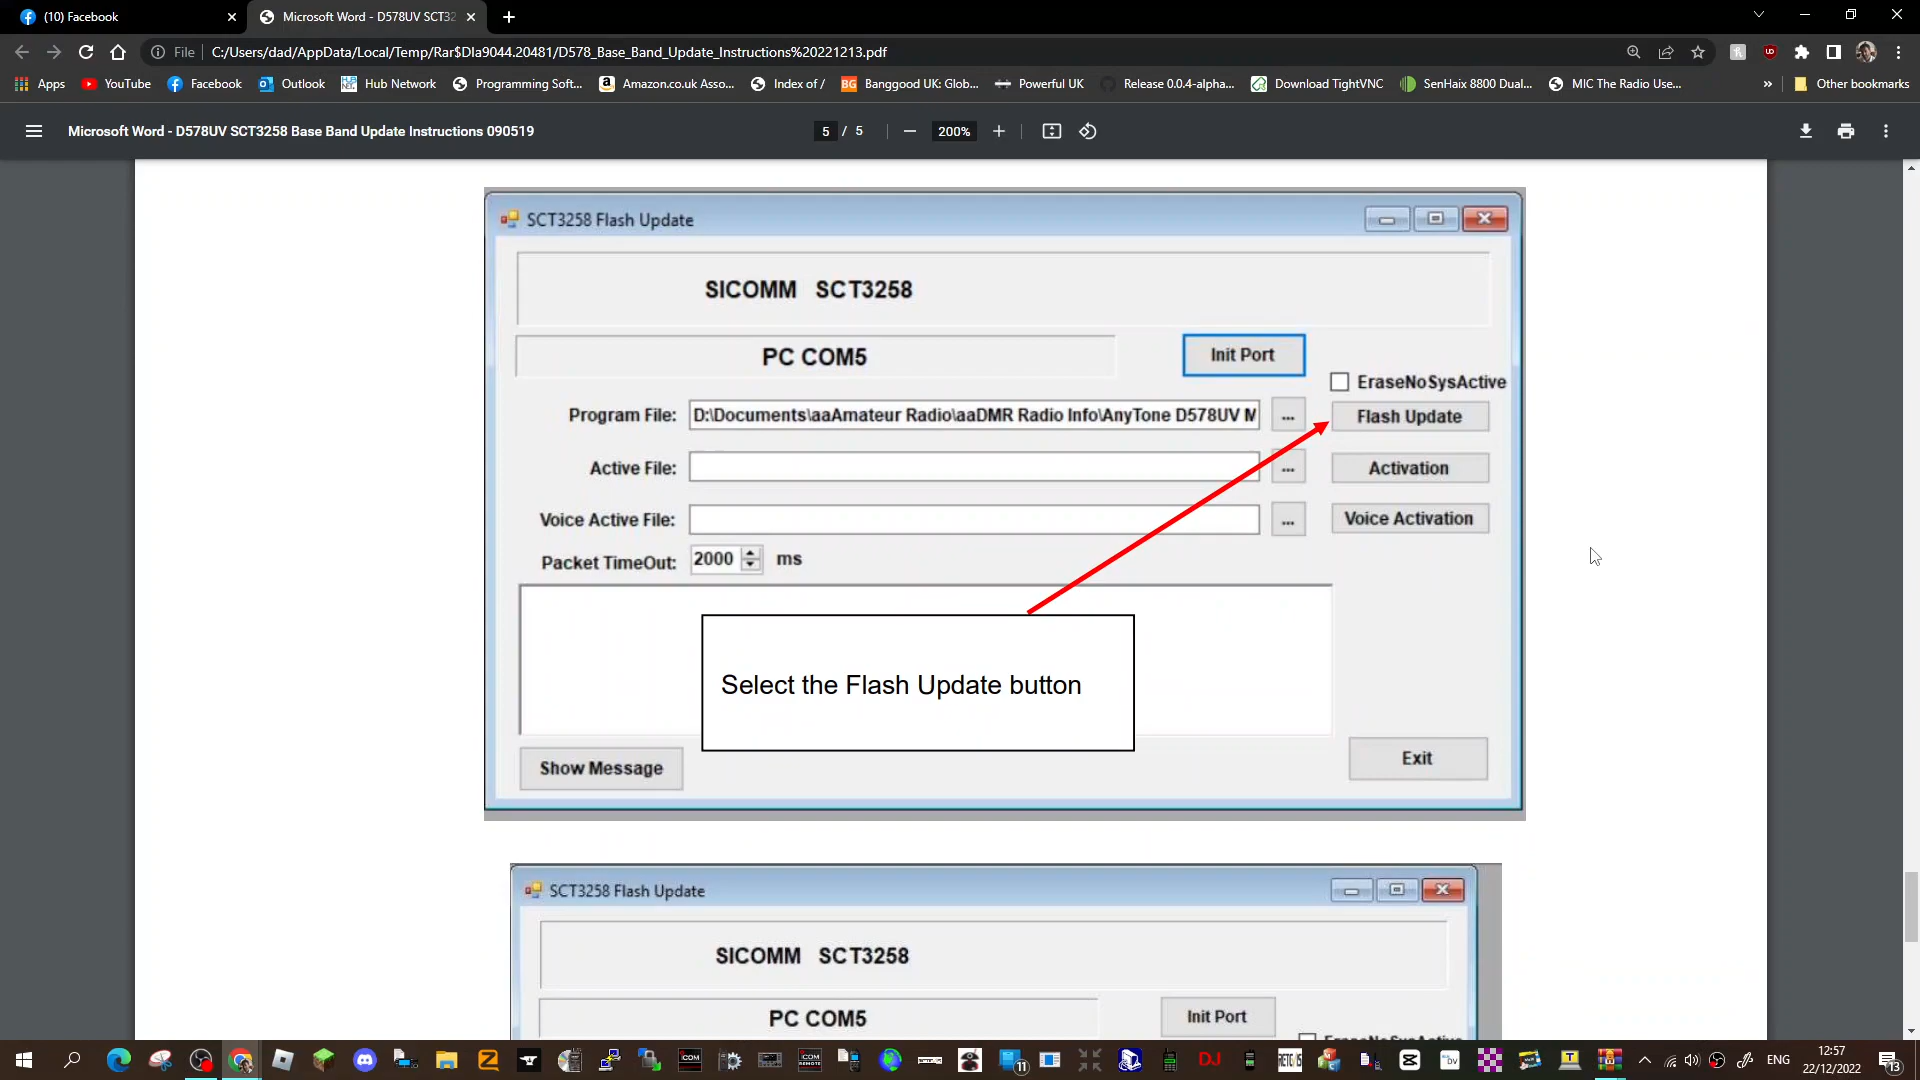 (10) Facebook
Microsoft Word - D578UV SCT32
File
C:/Users/dad/AppData/Local/Temp/Rar$DIa9044.20481/D578_Base_Band_Update_Instructions%20221213.pdf
Apps
YouTube
Facebook
Outlook
Hub Network
Programming Soft...
Amazon.co.uk Asso...
Index of /
Banggood UK: Glob...
Powerful UK
Release 0.0.4-alpha...
Download TightVNC
SenHaix 8800 Dual...
MIC The Radio Use...
»
Other bookmarks
Microsoft Word - D578UV SCT3258 Base Band Update Instructions 090519
5 / 5
200%
SCT3258 Flash Update
SICOMM SCT3258
PC COM5
Init Port
EraseNoSysActive
Program File: D:\Documents\aaAmateur Radio\aaDMR Radio Info\AnyTone D578UV M ... Flash Update
Active File: ... Activation
Voice Active File: ... Voice Activation
Packet TimeOut: 2000 ms
Select the Flash Update button
Show Message
Exit
SCT3258 Flash Update
SICOMM SCT3258
PC COM5
Init Port
EraseNoSysActive
ENG
12:57
22/12/2022
13